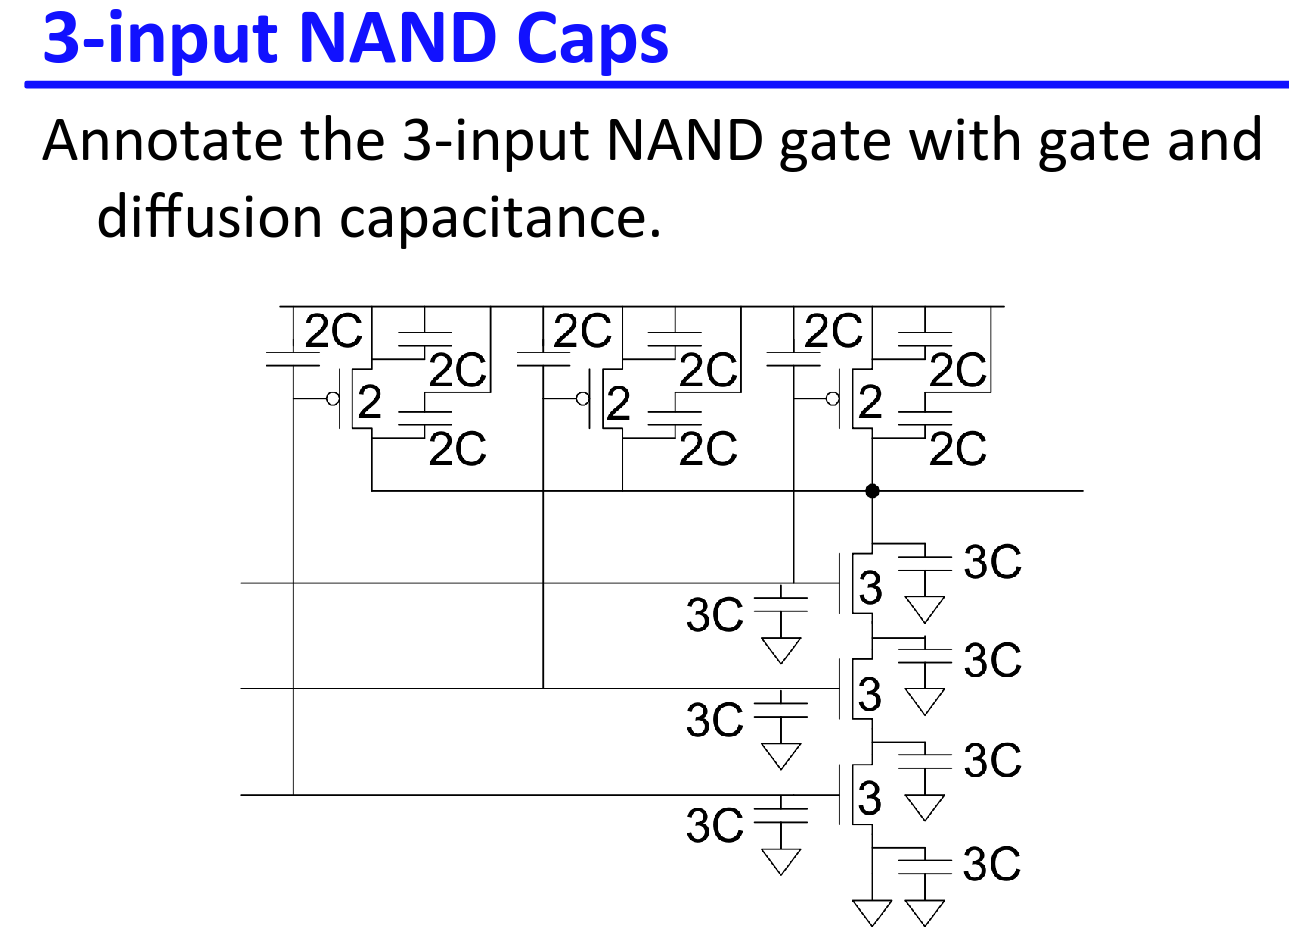 3-input NAND Caps
Annotate the 3-input NAND gate with gate and
diffusion capacitance.
2C 2C 2C
2C 2C 2C
2 2 2
2C 2C 2C
3C
3
3C
3C
3
3C
3C
3
3C
3C